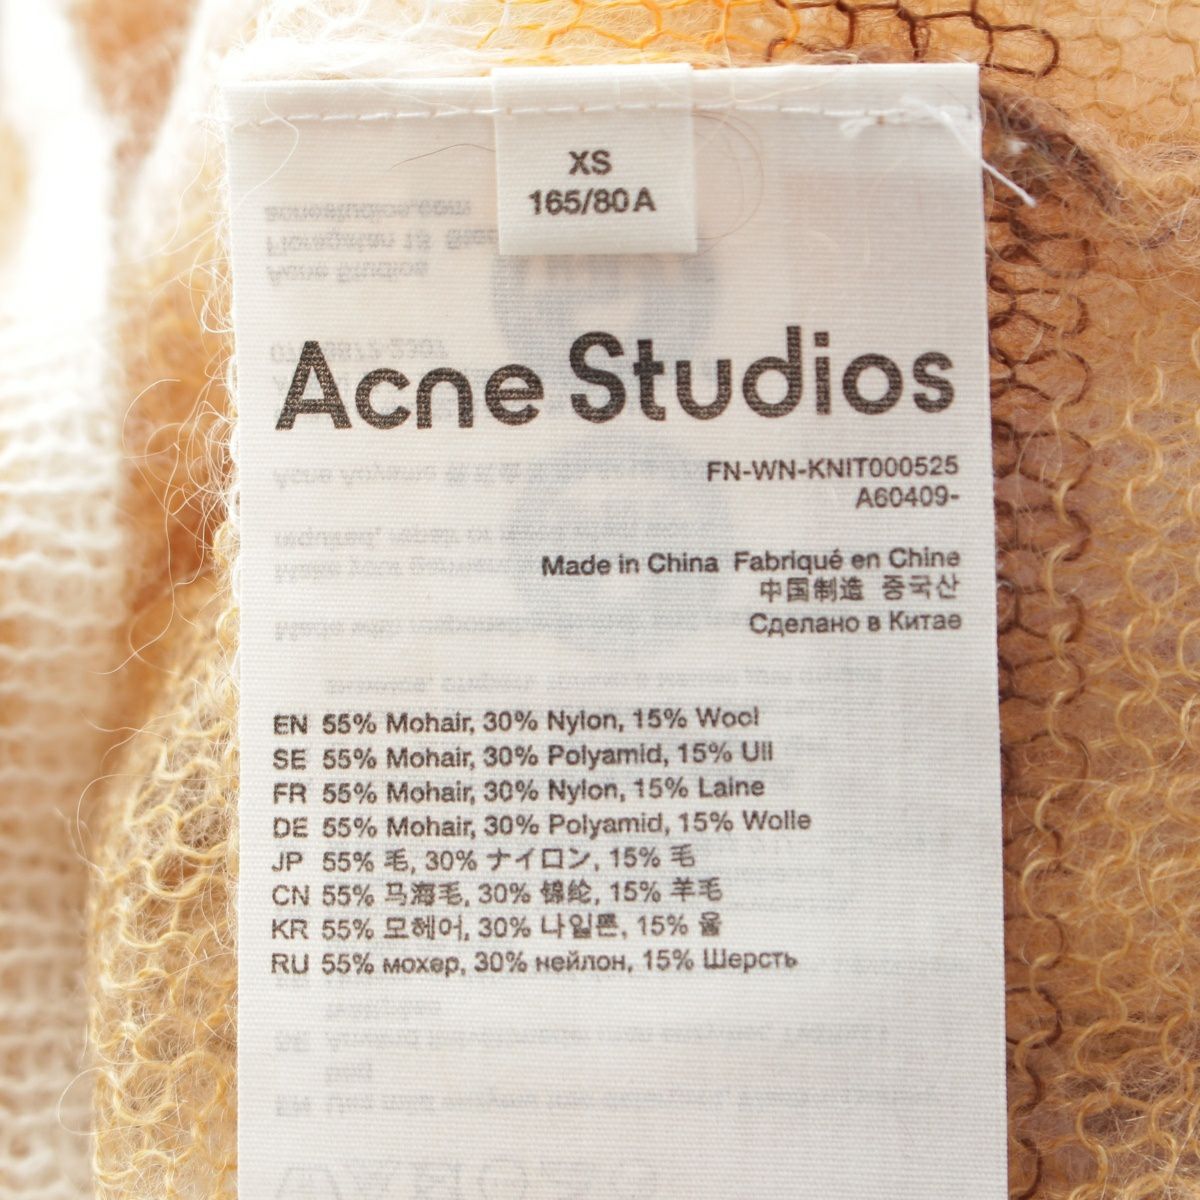 XS
165/80A
Acne Studios
FN-WN-KNIT000525
A60409-
Made in China Fabriqué en Chine
中国制造 중국산
Сделано в Китае
EN 55% Mohair, 30% Nylon, 15% Wool
SE 55% Mohair, 30% Polyamid, 15% Ull
FR 55% Mohair, 30% Nylon, 15% Laine
DE 55% Mohair, 30% Polyamid, 15% Wolle
JP 55% 毛, 30% ナイロン, 15% 毛
CN 55% 马海毛, 30% 锦纶, 15% 羊毛
KR 55% 모헤어, 30% 나일론, 15% 울
RU 55% мохер, 30% нейлон, 15% Шерсть